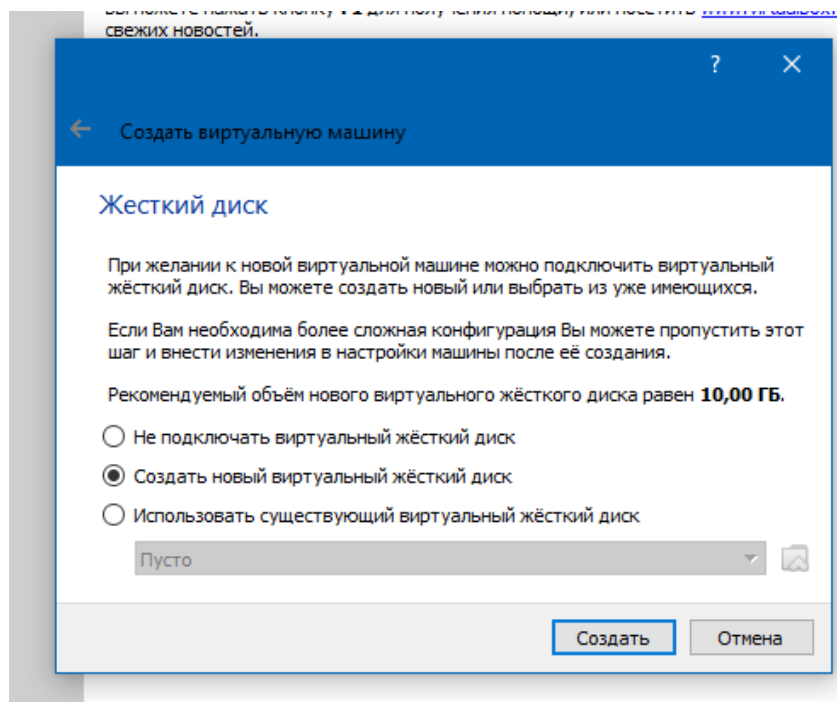 свежих новостей.
?
Создать виртуальную машину
Жесткий диск
При желании к новой виртуальной машине можно подключить виртуальный
жёсткий диск. Вы можете создать новый или выбрать из уже имеющихся.
Если Вам необходима более сложная конфигурация Вы можете пропустить этот
шаг и внести изменения в настройки машины после её создания.
Рекомендуемый объём нового виртуального жёсткого диска равен 10,00 ГБ.
Не подключать виртуальный жёсткий диск
Создать новый виртуальный жёсткий диск
Использовать существующий виртуальный жёсткий диск
Пусто
Создать Отмена